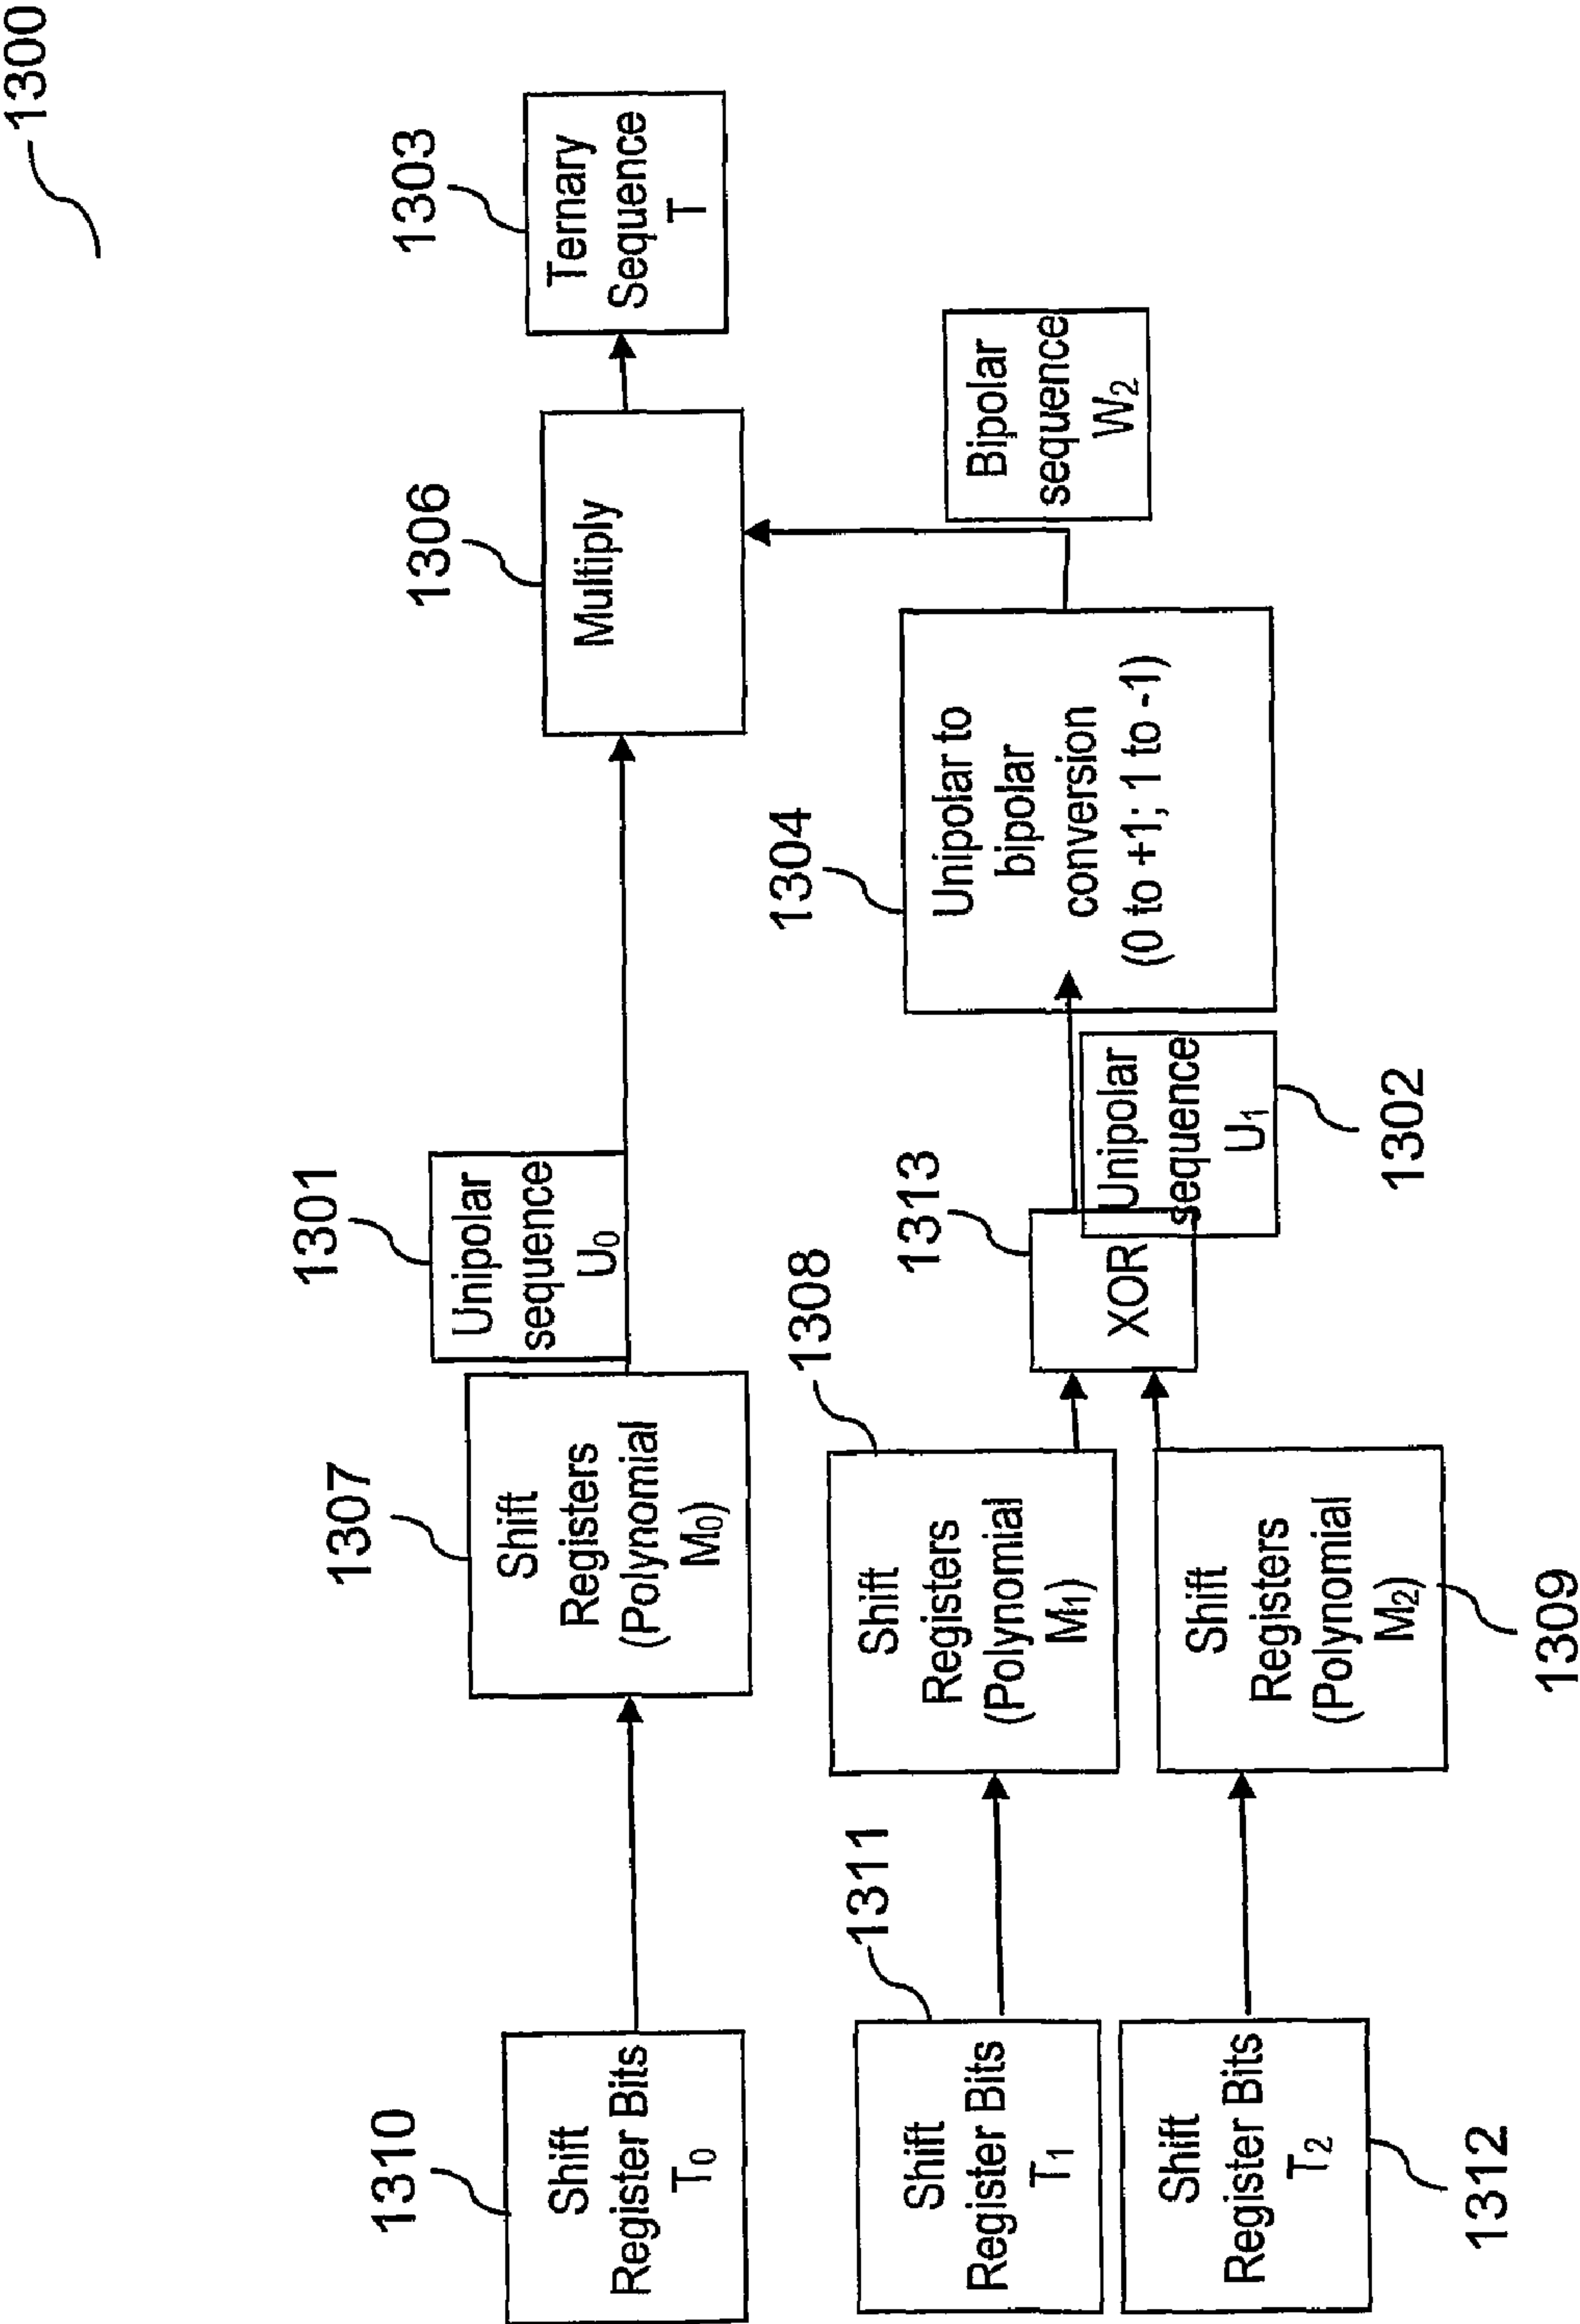 1300
1310
Shift
Register Bits
T0
1307
Shift
Registers
(Polynomial
M0)
1301
Unipolar
sequence
U0
1306
Multiply
1303
Ternary
Sequence
T
1311
Shift
Register Bits
T1
1308
Shift
Registers
(Polynomial
M1)
1312
Shift
Register Bits
T2
1309
Shift
Registers
(Polynomial
M2)
1313
XOR
1302
Unipolar
sequence
U1
1304
Unipolar to
bipolar
conversion
(0 to +1; 1 to -1)
Bipolar
sequence
W2